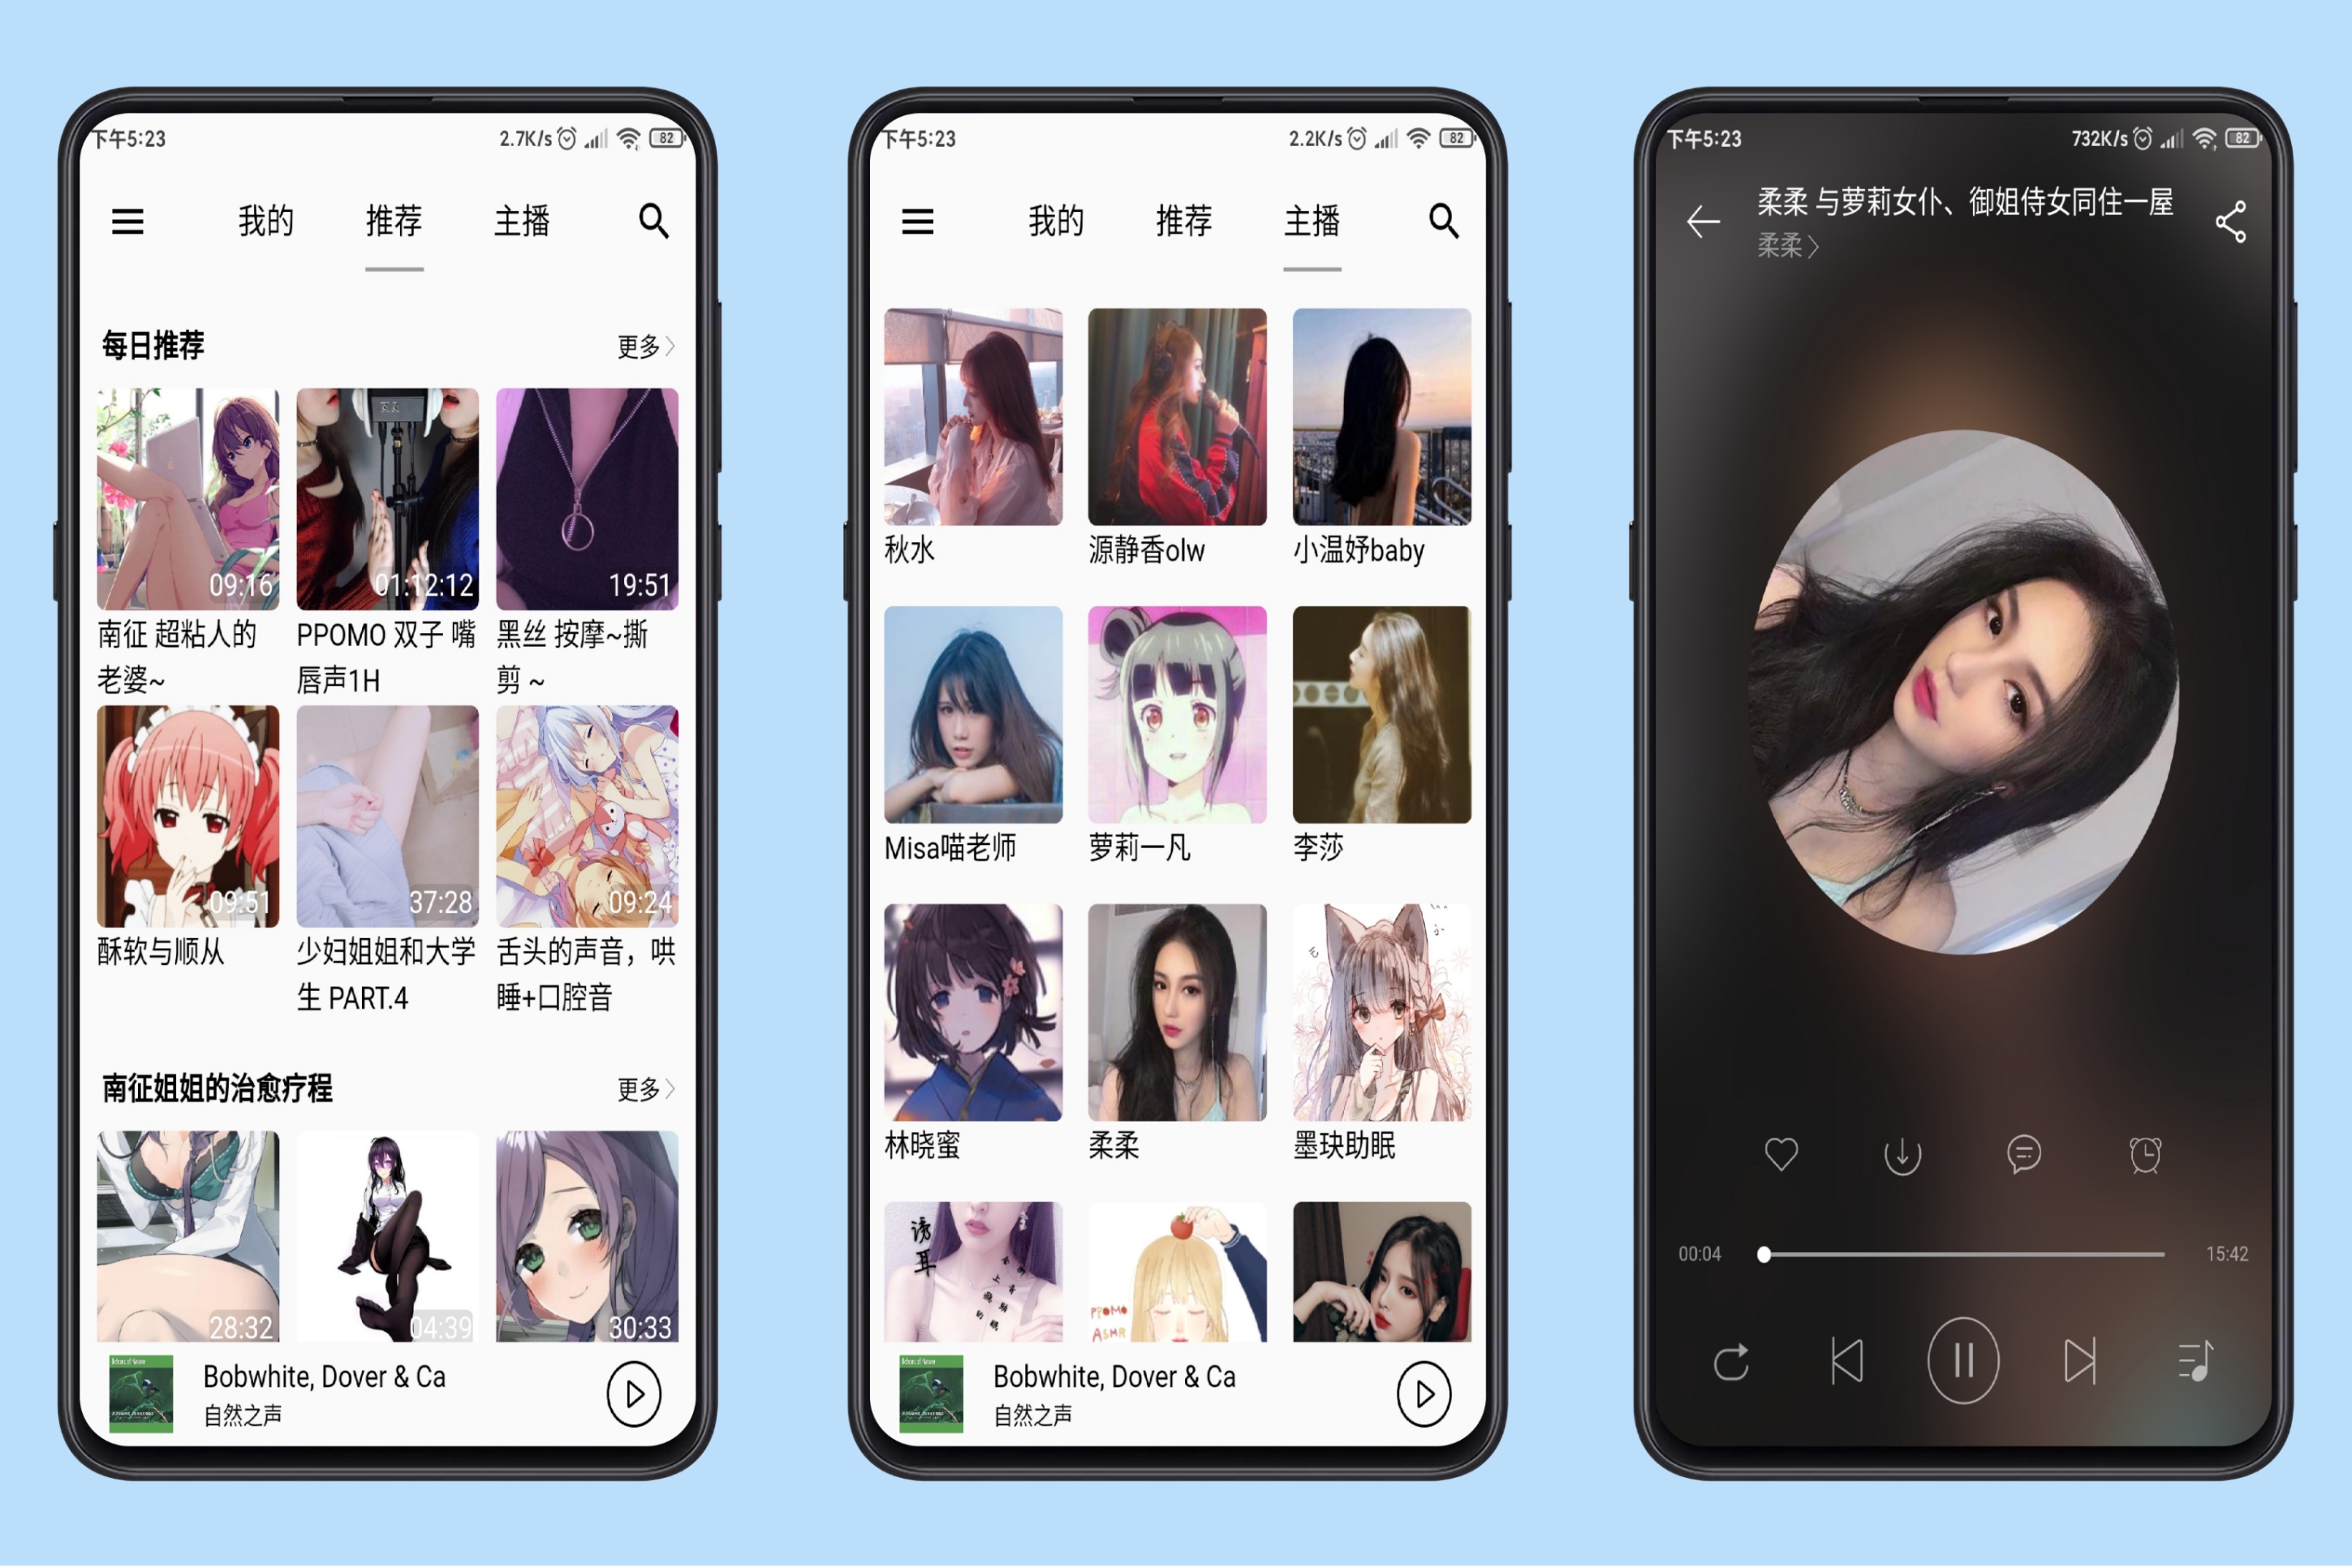 下午5:23
2.7K/s
82
我的
推荐
主播
每日推荐
更多
09:16
01:12:12
19:51
南征 超粘人的
老婆~
PPOMO 双子 嘴
唇声1H
黑丝 按摩~撕
剪 ~
09:51
37:28
09:24
酥软与顺从
少妇姐姐和大学
生 PART.4
舌头的声音，哄
睡+口腔音
南征姐姐的治愈疗程
更多
28:32
04:39
30:33
Bobwhite, Dover & Ca
自然之声
下午5:23
2.2K/s
82
我的
推荐
主播
秋水
源静香olw
小温妤baby
Misa喵老师
萝莉一凡
李莎
林晓蜜
柔柔
墨玦助眠
诱
耳
PPOMO
ASMR
Bobwhite, Dover & Ca
自然之声
下午5:23
732K/s
82
柔柔 与萝莉女仆、御姐侍女同住一屋
柔柔
00:04
15:42